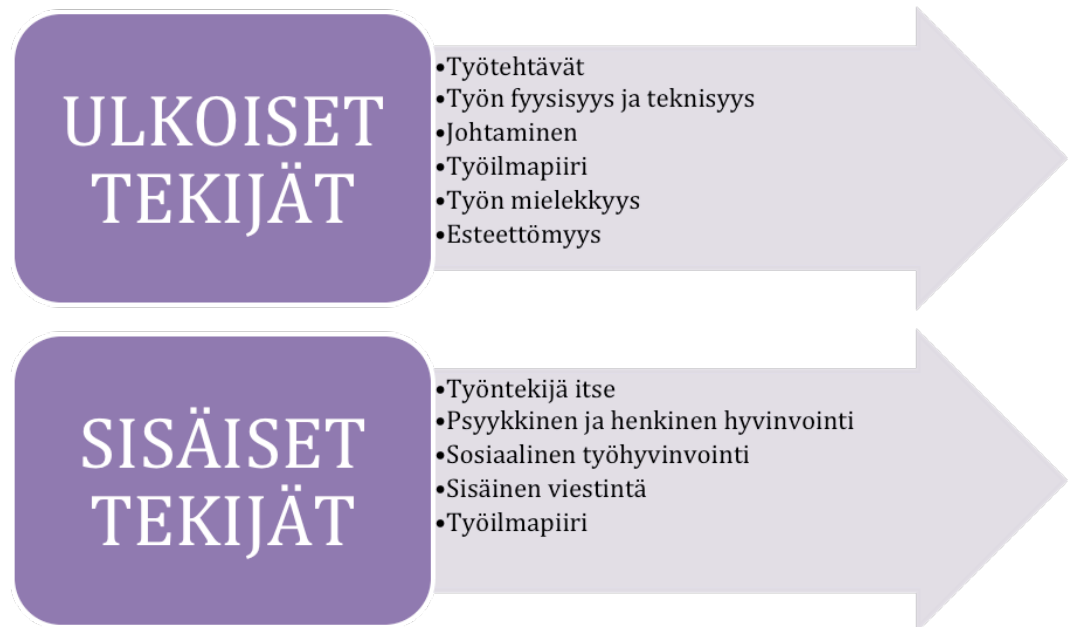 ULKOISET
TEKIJÄT
•Työtehtävät
•Työn fyysisyys ja teknisyys
•Johtaminen
•Työilmapiiri
•Työn mielekkyys
•Esteettömyys
SISÄISET
TEKIJÄT
•Työntekijä itse
•Psyykkinen ja henkinen hyvinvointi
•Sosiaalinen työhyvinvointi
•Sisäinen viestintä
•Työilmapiiri